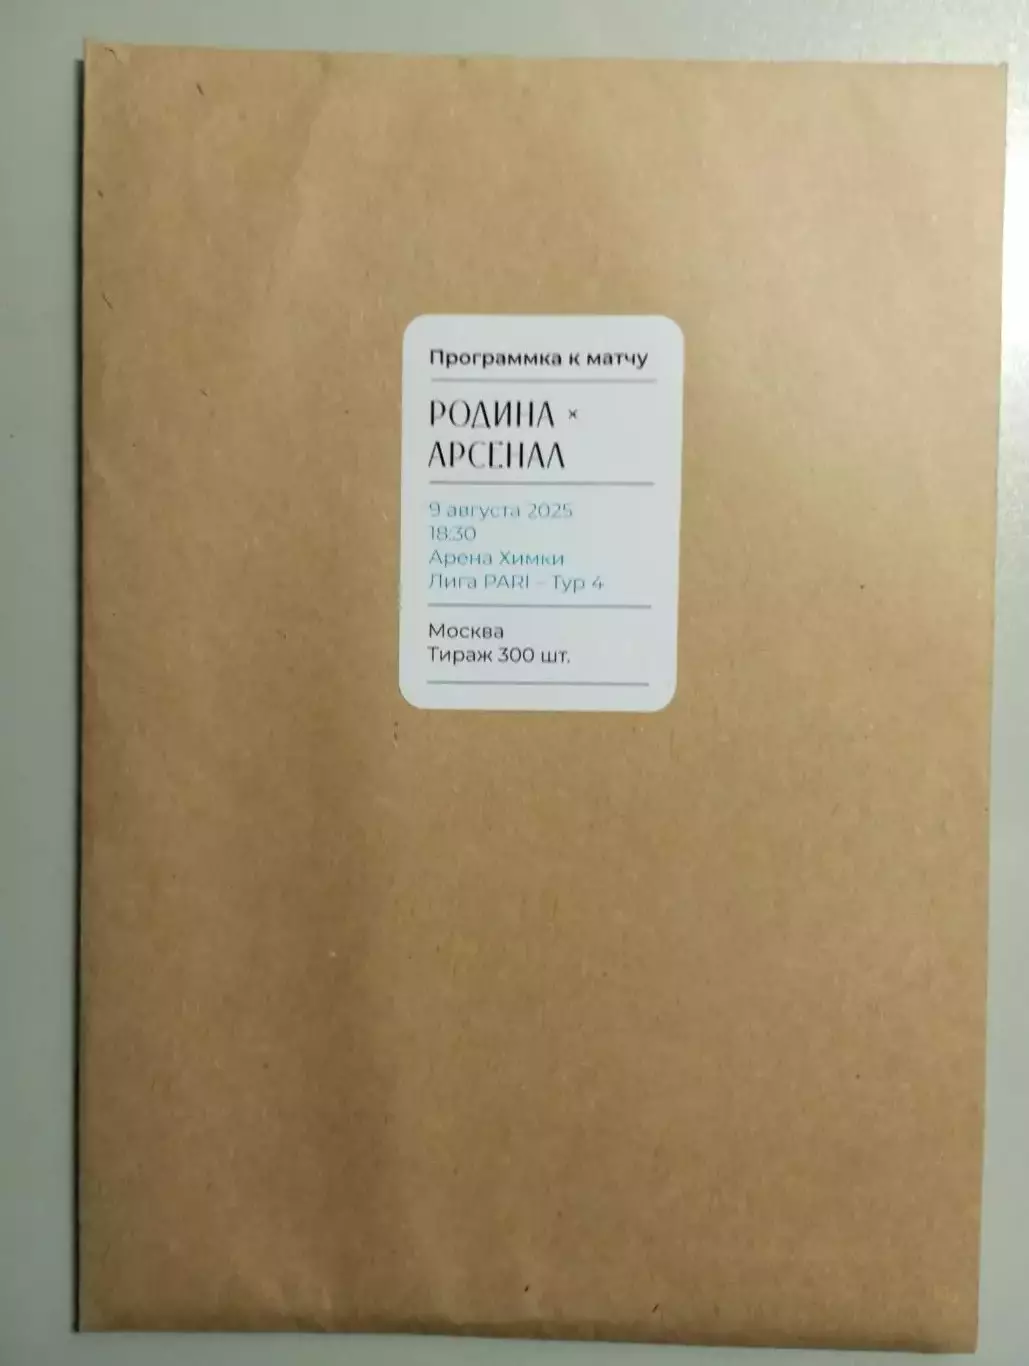 Программка к матчу
РОДИНА ×
АРСЕНАЛ
9 августа 2025
18:30
Арена Химки
Лига PARI – Тур 4
Москва
Тираж 300 шт.